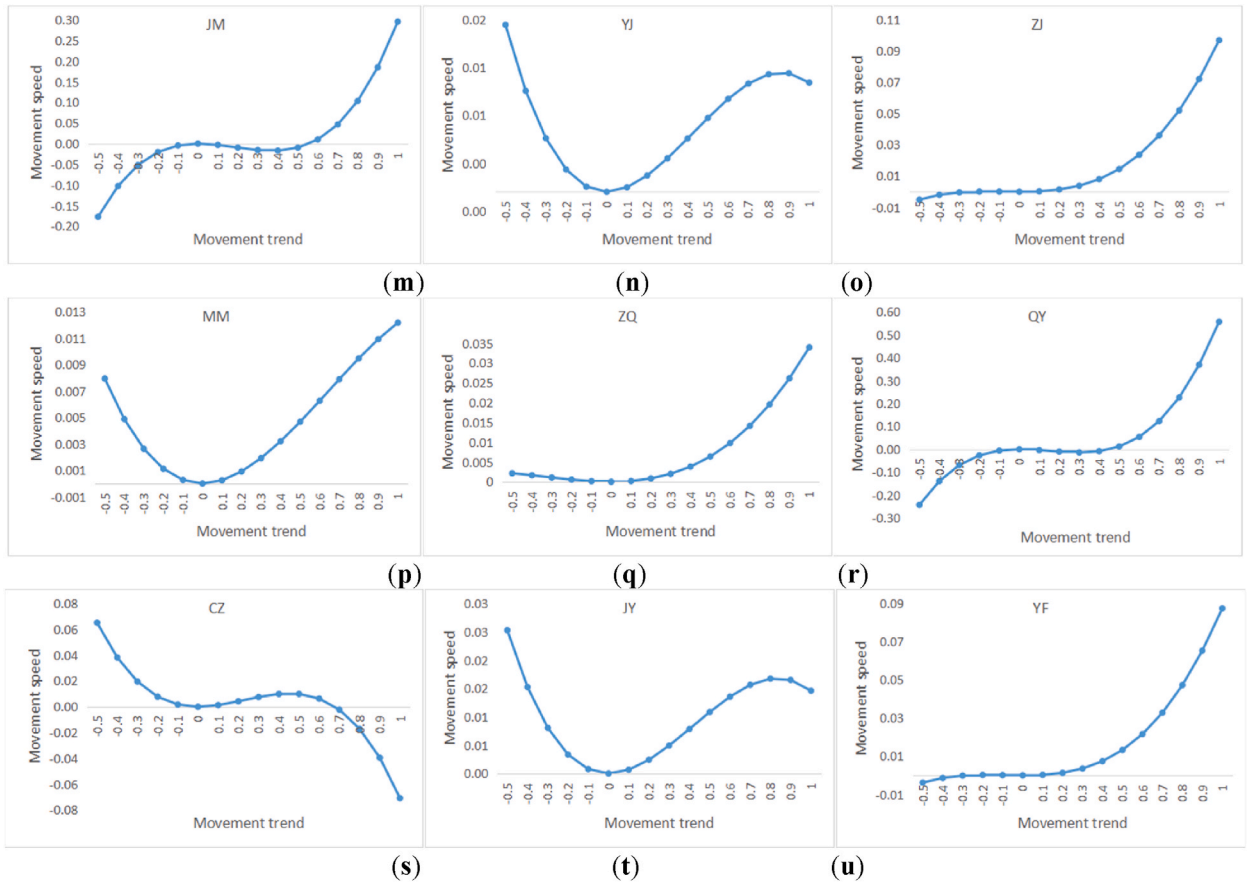 JM
Movement speed
0.30
0.25
0.20
0.15
0.10
0.05
0.00
-0.05
-0.10
-0.15
-0.20
-0.5 -0.4 -0.3 -0.2 -0.1 0 0.1 0.2 0.3 0.4 0.5 0.6 0.7 0.8 0.9 1
Movement trend
(m)
YJ
Movement speed
0.02
0.01
0.01
0.00
0.00
-0.5 -0.4 -0.3 -0.2 -0.1 0 0.1 0.2 0.3 0.4 0.5 0.6 0.7 0.8 0.9 1
Movement trend
(n)
ZJ
Movement speed
0.11
0.09
0.07
0.05
0.03
0.01
-0.01
-0.5 -0.4 -0.3 -0.2 -0.1 0 0.1 0.2 0.3 0.4 0.5 0.6 0.7 0.8 0.9 1
Movement trend
(o)
MM
Movement speed
0.013
0.011
0.009
0.007
0.005
0.003
0.001
-0.001
-0.5 -0.4 -0.3 -0.2 -0.1 0 0.1 0.2 0.3 0.4 0.5 0.6 0.7 0.8 0.9 1
Movement trend
(p)
ZQ
Movement speed
0.035
0.03
0.025
0.02
0.015
0.01
0.005
0
-0.5 -0.4 -0.3 -0.2 -0.1 0 0.1 0.2 0.3 0.4 0.5 0.6 0.7 0.8 0.9 1
Movement trend
(q)
QY
Movement speed
0.60
0.50
0.40
0.30
0.20
0.10
0.00
-0.10
-0.20
-0.30
-0.5 -0.4 -0.3 -0.2 -0.1 0 0.1 0.2 0.3 0.4 0.5 0.6 0.7 0.8 0.9 1
Movement trend
(r)
CZ
Movement speed
0.08
0.06
0.04
0.02
0.00
-0.02
-0.04
-0.06
-0.08
-0.5 -0.4 -0.3 -0.2 -0.1 0 0.1 0.2 0.3 0.4 0.5 0.6 0.7 0.8 0.9 1
Movement trend
(s)
JY
Movement speed
0.03
0.03
0.02
0.02
0.01
0.01
0.00
-0.5 -0.4 -0.3 -0.2 -0.1 0 0.1 0.2 0.3 0.4 0.5 0.6 0.7 0.8 0.9 1
Movement trend
(t)
YF
Movement speed
0.09
0.07
0.05
0.03
0.01
-0.01
-0.5 -0.4 -0.3 -0.2 -0.1 0 0.1 0.2 0.3 0.4 0.5 0.6 0.7 0.8 0.9 1
Movement trend
(u)